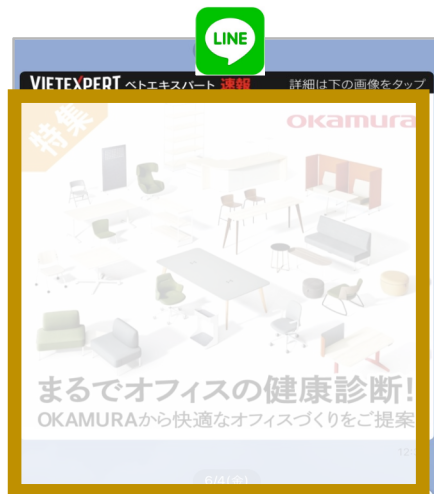 LINE
VIETEXPERT ベトエキスパート 速報 詳細は下の画像をタップ
特集
okamura
まるでオフィスの健康診断!
OKAMURAから快適なオフィスづくりをご提案
6/4(金)